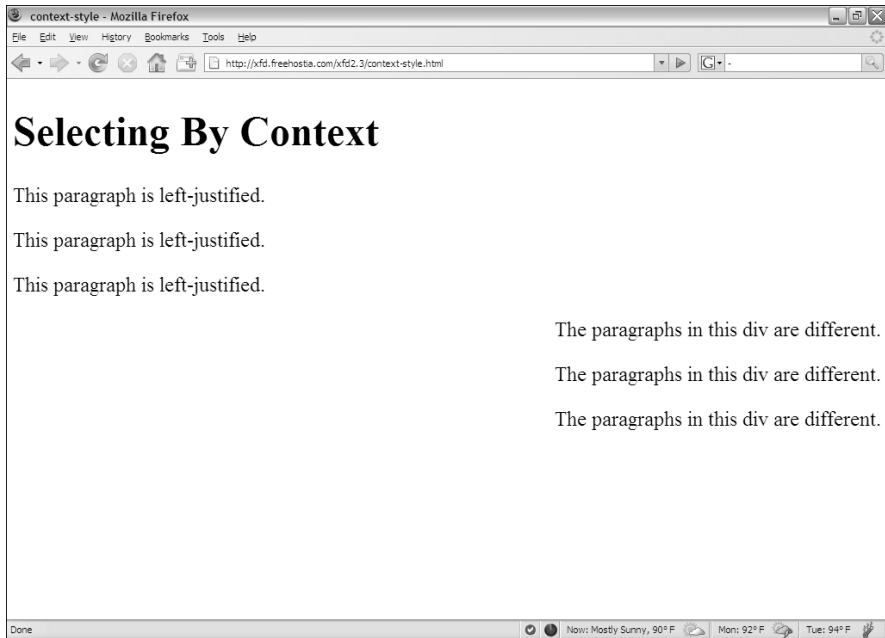 context-style - Mozilla Firefox
File Edit View History Bookmarks Tools Help
http://xfd.freehostia.com/xfd2.3/context-style.html
G
Selecting By Context
This paragraph is left-justified.
This paragraph is left-justified.
This paragraph is left-justified.
The paragraphs in this div are different.
The paragraphs in this div are different.
The paragraphs in this div are different.
Done Now: Mostly Sunny, 90° F Mon: 92° F Tue: 94° F